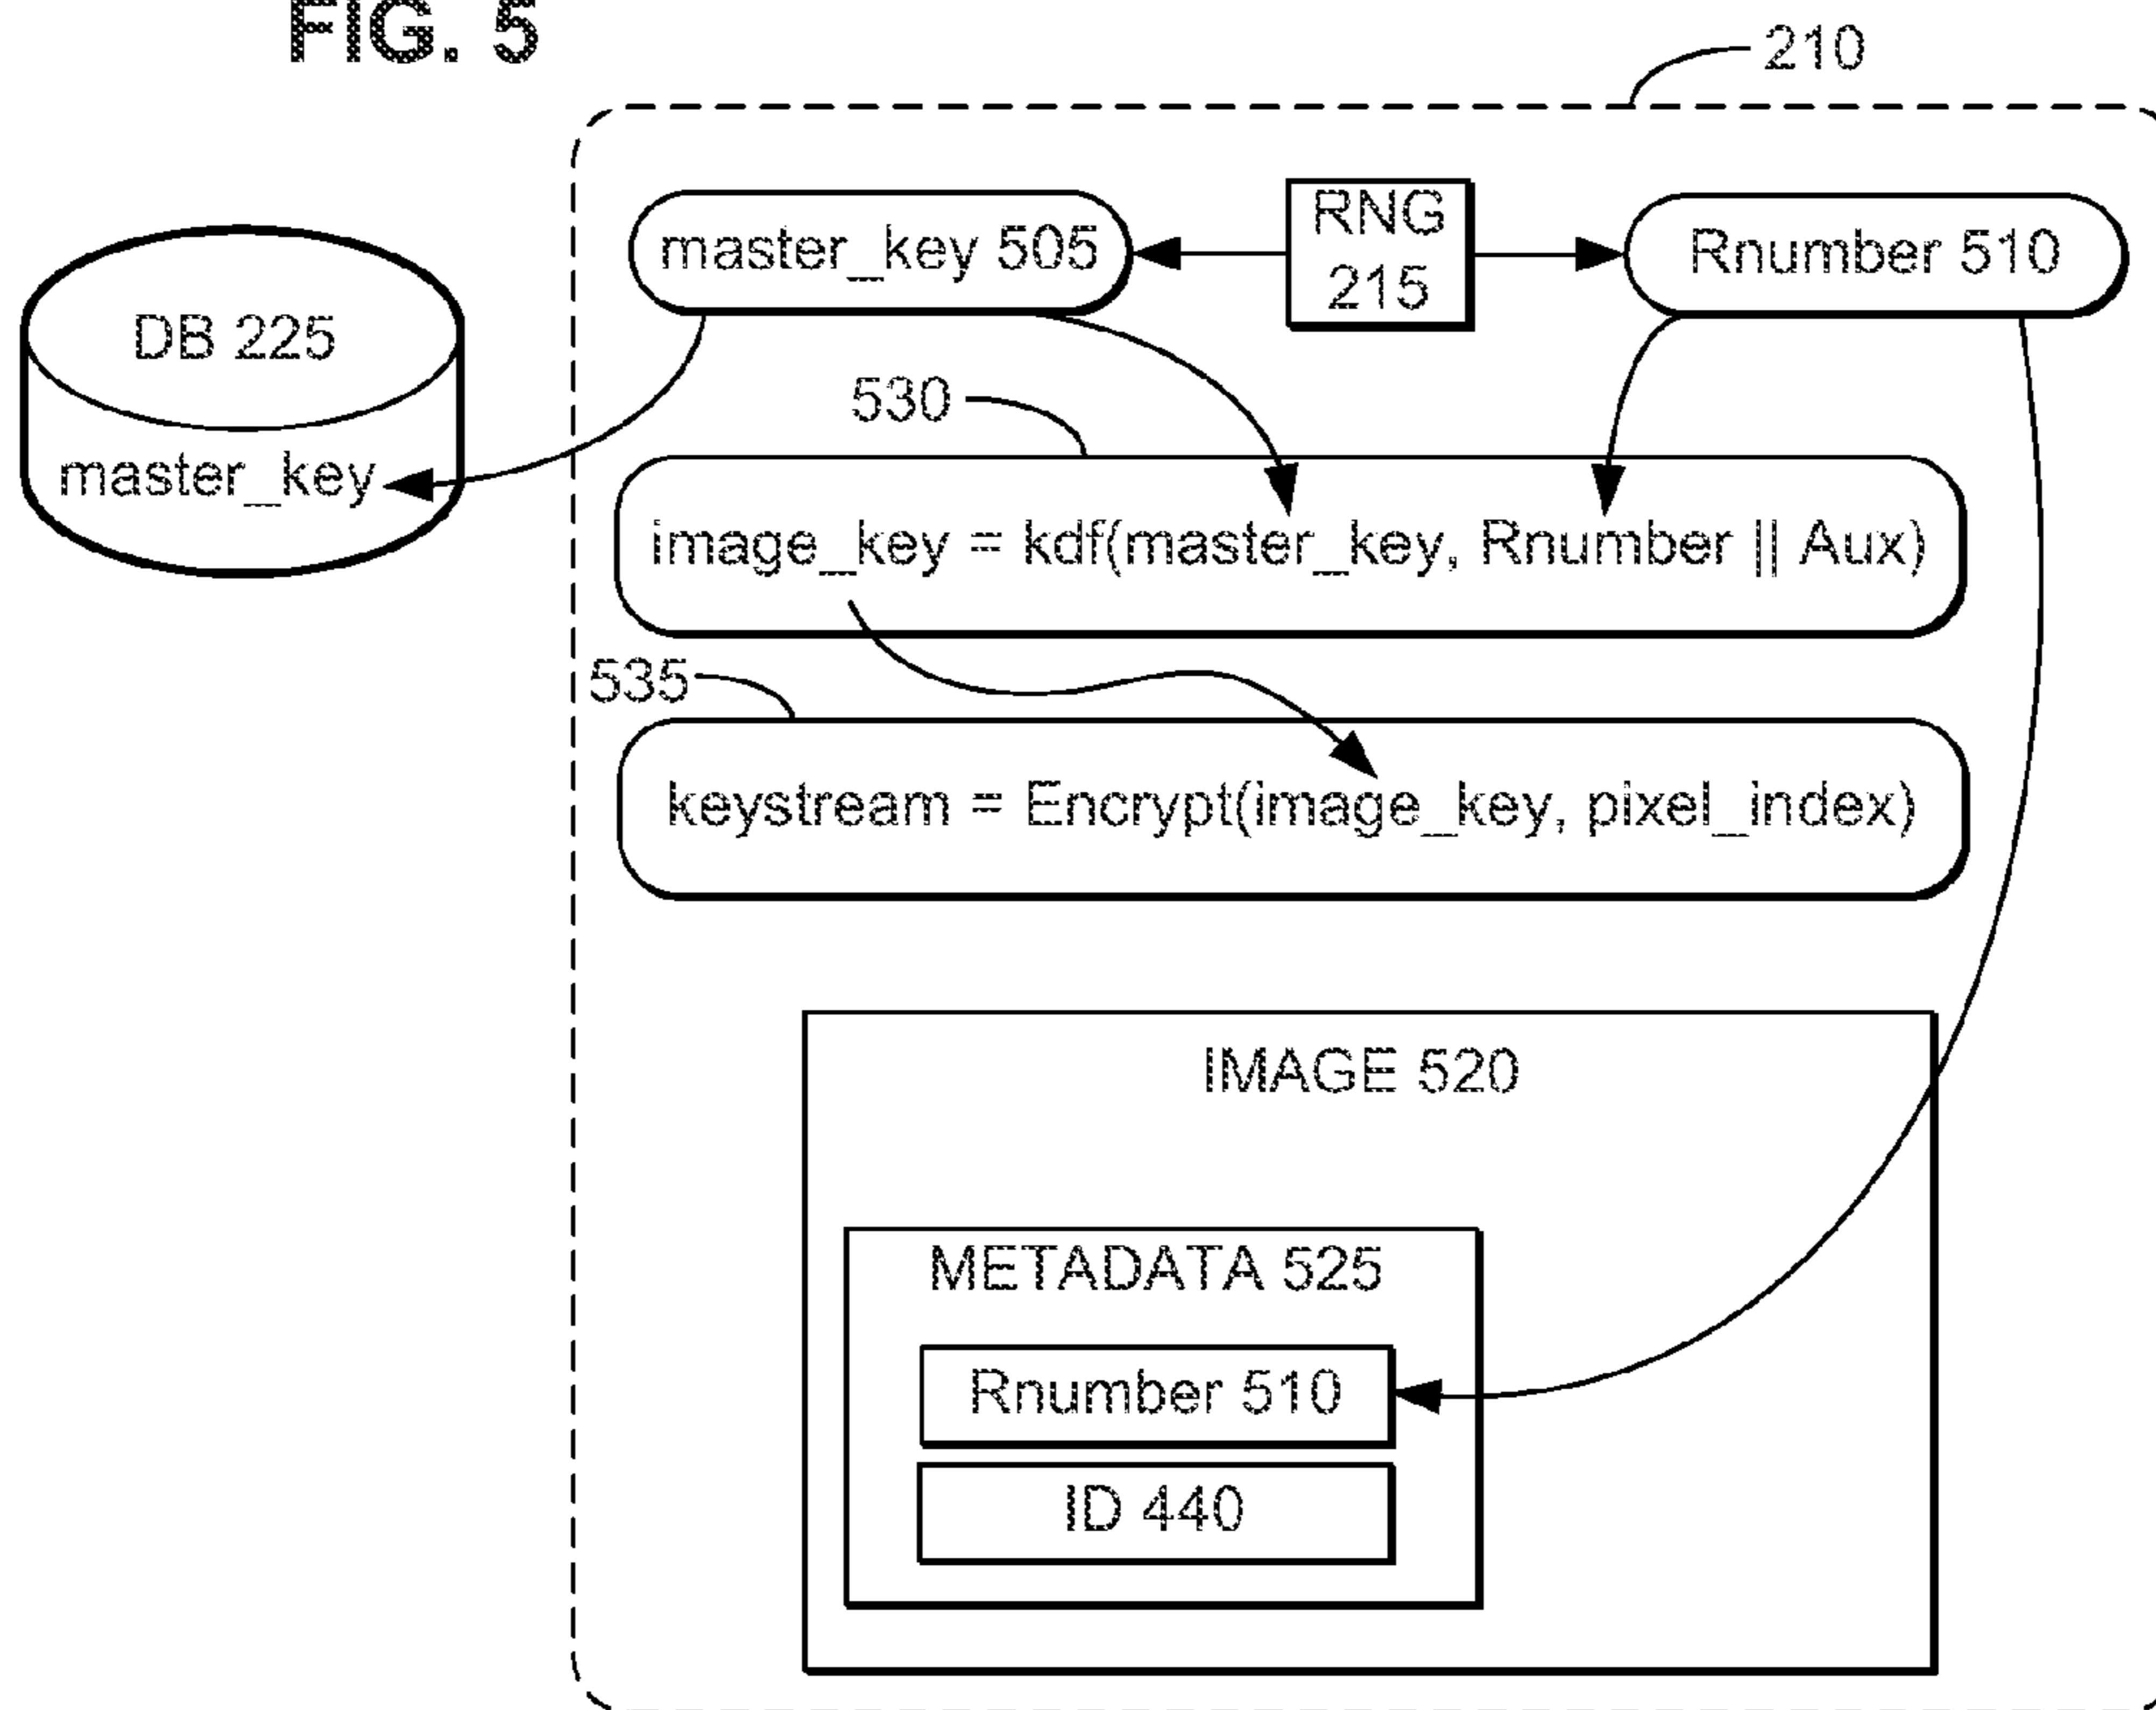 FIG. 5
210
master_key 505
RNG
215
Rnumber 510
DB 225
master_key
530
image_key = kdf(master_key, Rnumber || Aux)
535
keystream = Encrypt(image_key, pixel_index)
IMAGE 520
METADATA 525
Rnumber 510
ID 440